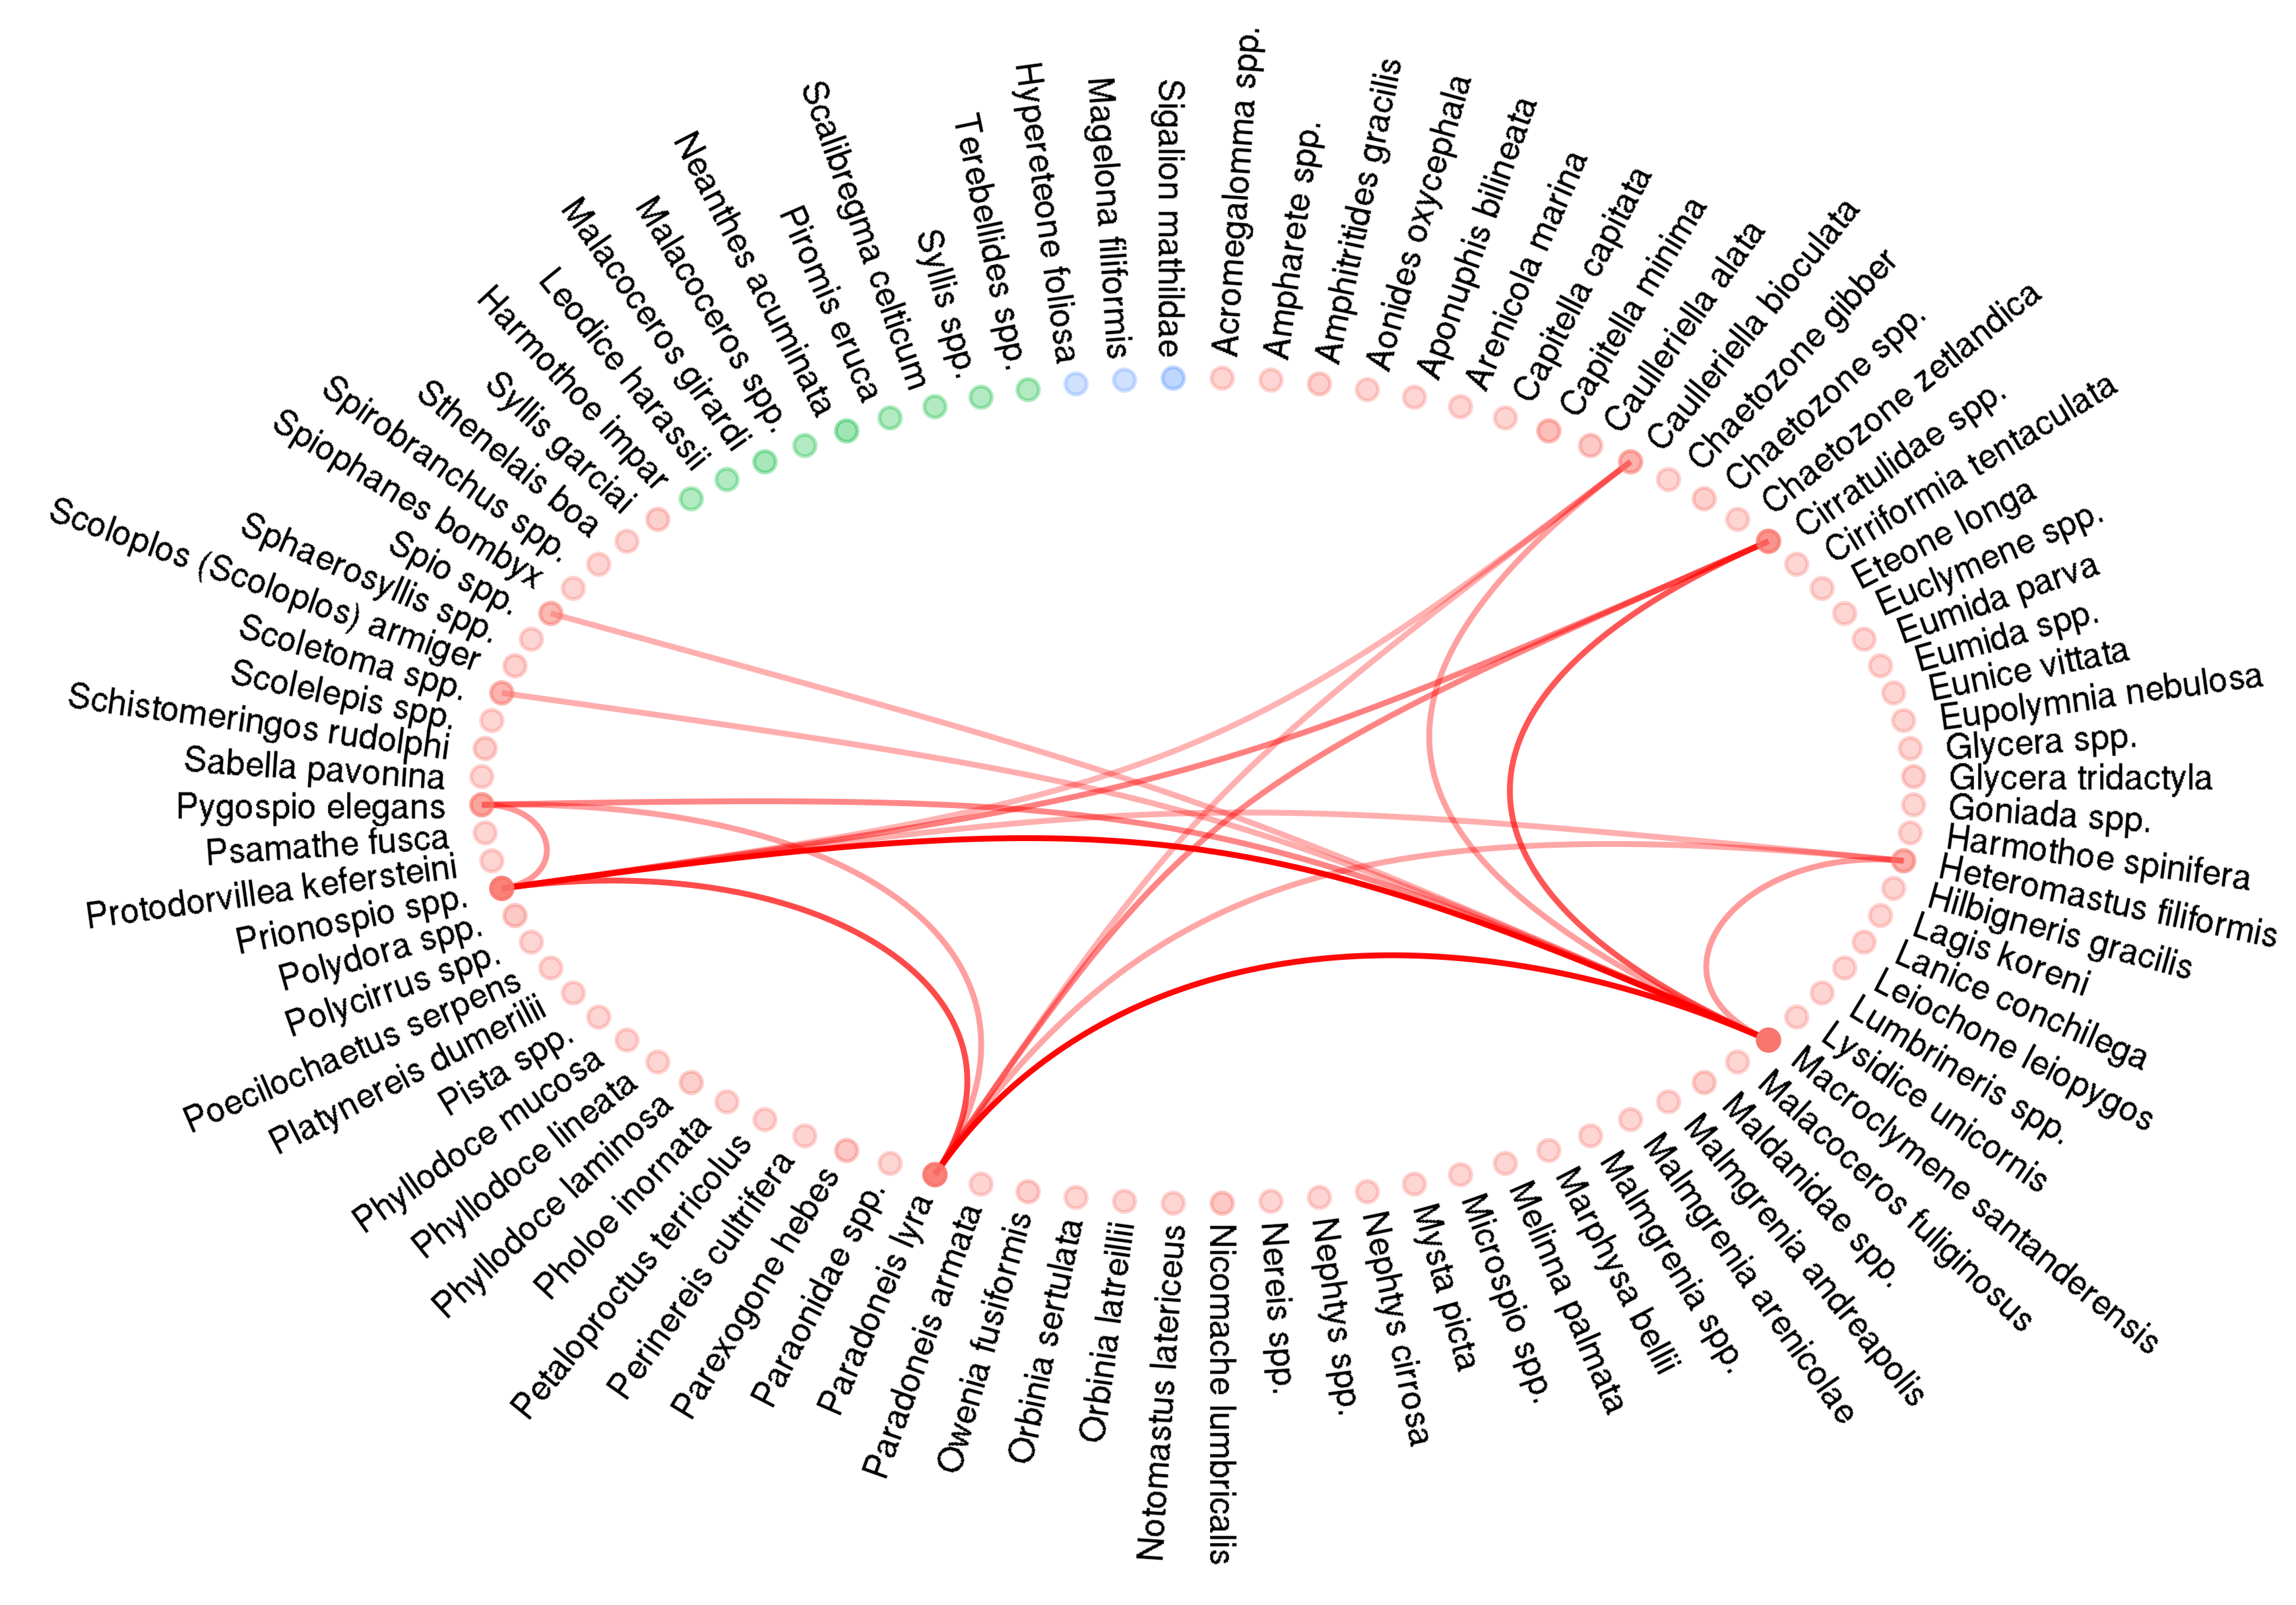 Acromegalomma spp.
Ampharete spp.
Amphitritides gracilis
Aonides oxycephala
Aponuphis bilineata
Arenicola marina
Capitella capitata
Capitella minima
Caulleriella alata
Caulleriella bioculata
Chaetozone gibber
Chaetozone spp.
Chaetozone zetlandica
Cirratulidae spp.
Cirriformia tentaculata
Eteone longa
Euclymene spp.
Eumida parva
Eumida spp.
Eunice vittata
Eupolymnia nebulosa
Glycera spp.
Glycera tridactyla
Goniada spp.
Harmothoe spinifera
Heteromastus filiformis
Hilbigneris gracilis
Lagis koreni
Lanice conchilega
Leiochone leiopygos
Lumbrineris spp.
Lysidice unicornis
Macroclymene santanderensis
Malacoceros fuliginosus
Maldanidae spp.
Malmgrenia andreapolis
Malmgrenia arenicolae
Malmgrenia spp.
Marphysa bellii
Melinna palmata
Microspio spp.
Mysta picta
Nephtys cirrosa
Nephtys spp.
Nereis spp.
Nicomache lumbricalis
Notomastus latericeus
Orbinia latreillii
Orbinia sertulata
Owenia fusiformis
Paradoneis armata
Paradoneis lyra
Paraonidae spp.
Parexogone hebes
Perinereis cultrifera
Petaloproctus terricolus
Pholoe inornata
Phyllodoce laminosa
Phyllodoce lineata
Phyllodoce mucosa
Pista spp.
Platynereis dumerilii
Poecilochaetus serpens
Polycirrus spp.
Polydora spp.
Prionospio spp.
Protodorvillea kefersteini
Psamathe fusca
Pygospio elegans
Sabella pavonina
Schistomeringos rudolphi
Scolelepis spp.
Scoletoma spp.
Scoloplos (Scoloplos) armiger
Sphaerosyllis spp.
Spio spp.
Spiophanes bombyx
Spirobranchus spp.
Sthenelais boa
Syllis garciai
Harmothoe impar
Leodice harassii
Malacoceros girardi
Malacoceros spp.
Neanthes acuminata
Piromis eruca
Scalibregma celticum
Syllis spp.
Terebellides spp.
Hypereteone foliosa
Magelona filiformis
Sigalion mathildae